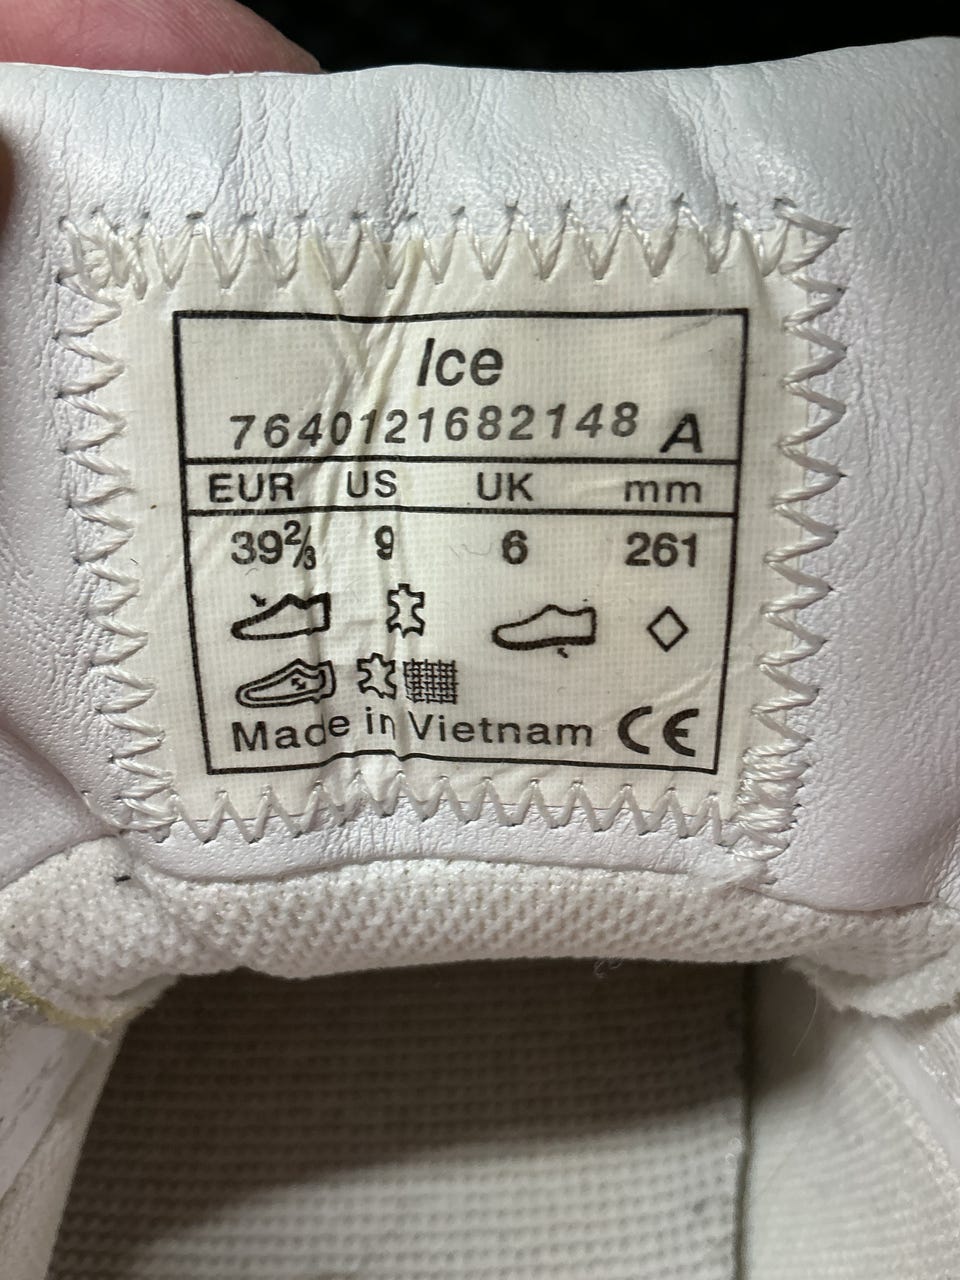 Ice
7640121682148 A
EUR US UK mm
39⅔ 9 6 261
Made in Vietnam CE